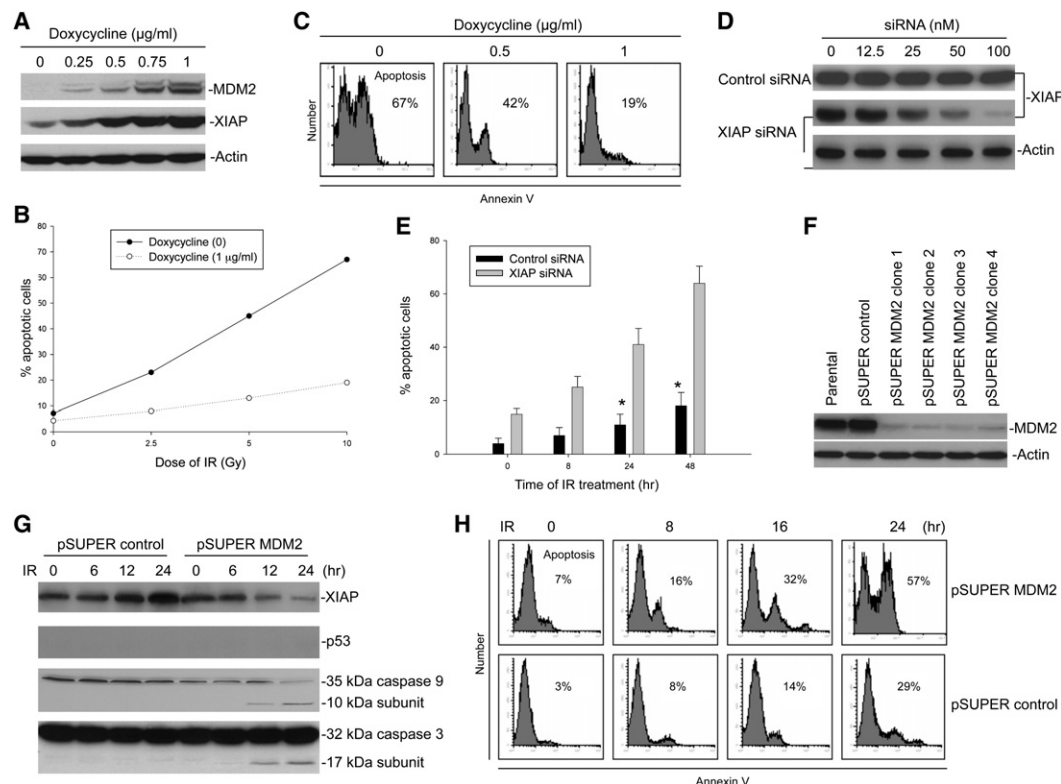 A
Doxycycline (µg/ml)
0 0.25 0.5 0.75 1
-MDM2
-XIAP
-Actin
B
% apoptotic cells
80
70
60
50
40
30
20
10
0
Doxycycline (0)
Doxycycline (1 µg/ml)
0 2.5 5 10
Dose of IR (Gy)
C
Doxycycline (µg/ml)
0 0.5 1
Number
Apoptosis
67%
42%
19%
Annexin V
D
siRNA (nM)
0 12.5 25 50 100
Control siRNA
-XIAP
XIAP siRNA
-Actin
E
% apoptotic cells
80
60
40
20
0
Control siRNA
XIAP siRNA
* *
0 8 24 48
Time of IR treatment (hr)
F
Parental
pSUPER control
pSUPER MDM2 clone 1
pSUPER MDM2 clone 2
pSUPER MDM2 clone 3
pSUPER MDM2 clone 4
-MDM2
-Actin
G
pSUPER control pSUPER MDM2
IR 0 6 12 24 0 6 12 24 (hr)
-XIAP
-p53
-35 kDa caspase 9
-10 kDa subunit
-32 kDa caspase 3
-17 kDa subunit
H
IR 0 8 16 24 (hr)
Number
Apoptosis
7% 16% 32% 57%
pSUPER MDM2
3% 8% 14% 29%
pSUPER control
Annexin V